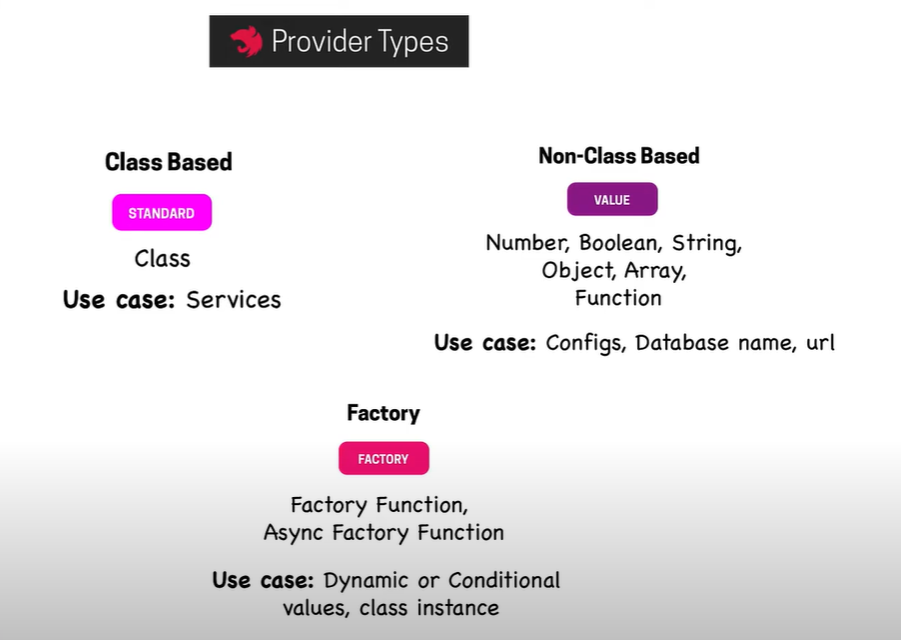 Provider Types
Class Based
STANDARD
Class
Use case: Services
Non-Class Based
VALUE
Number, Boolean, String,
Object, Array,
Function
Use case: Configs, Database name, url
Factory
FACTORY
Factory Function,
Async Factory Function
Use case: Dynamic or Conditional
values, class instance